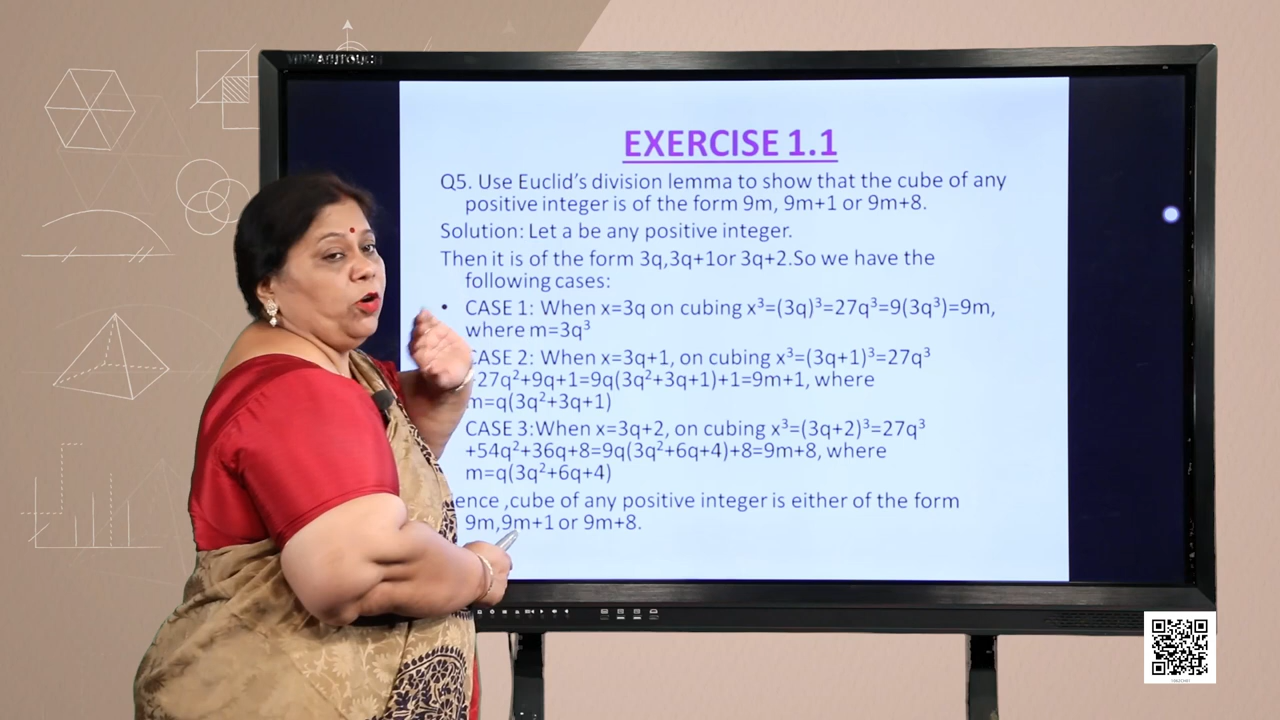 EXERCISE 1.1
Q5. Use Euclid’s division lemma to show that the cube of any
positive integer is of the form 9m, 9m+1 or 9m+8.
Solution: Let a be any positive integer.
Then it is of the form 3q,3q+1or 3q+2.So we have the
following cases:
• CASE 1: When x=3q on cubing x³=(3q)³=27q³=9(3q³)=9m,
where m=3q³
CASE 2: When x=3q+1, on cubing x³=(3q+1)³=27q³
+27q²+9q+1=9q(3q²+3q+1)+1=9m+1, where
m=q(3q²+3q+1)
CASE 3:When x=3q+2, on cubing x³=(3q+2)³=27q³
+54q²+36q+8=9q(3q²+6q+4)+8=9m+8, where
m=q(3q²+6q+4)
ence ,cube of any positive integer is either of the form
9m,9m+1 or 9m+8.